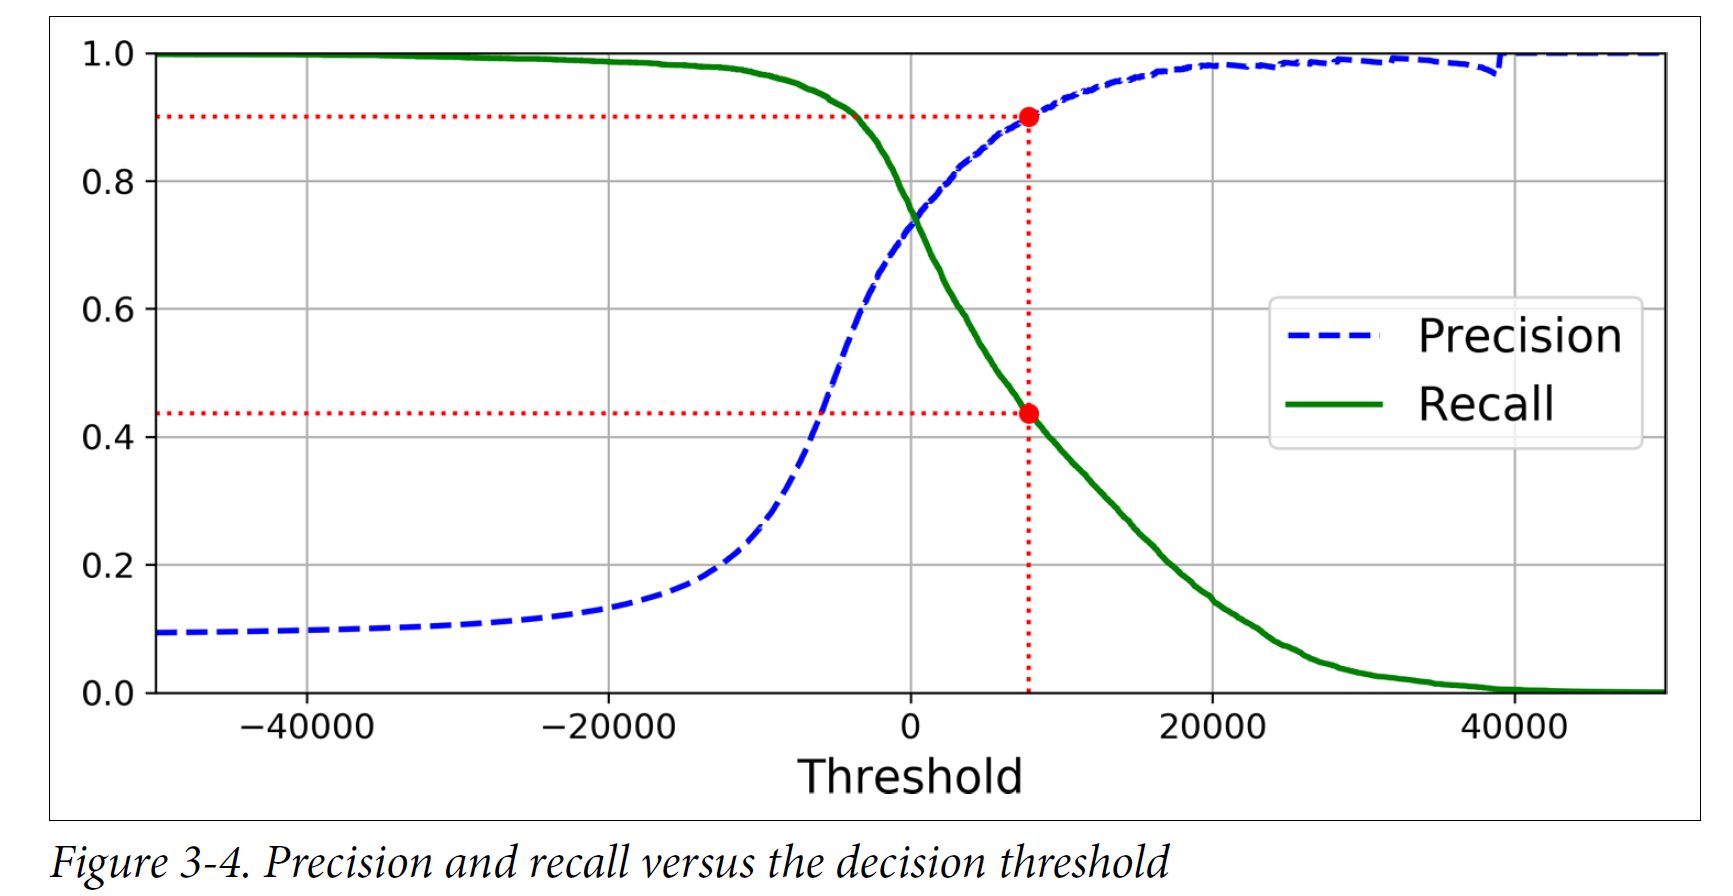 1.0
0.8
0.6
0.4
0.2
0.0
−40000 −20000 0 20000 40000
Threshold
Precision
Recall
Figure 3-4. Precision and recall versus the decision threshold